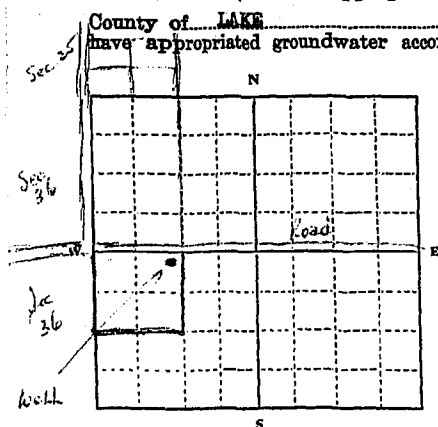 County of LAKE
have appropriated groundwater acco
Sec. 25
N
Sec 36
Road
W
E
Sec 36
Well
S